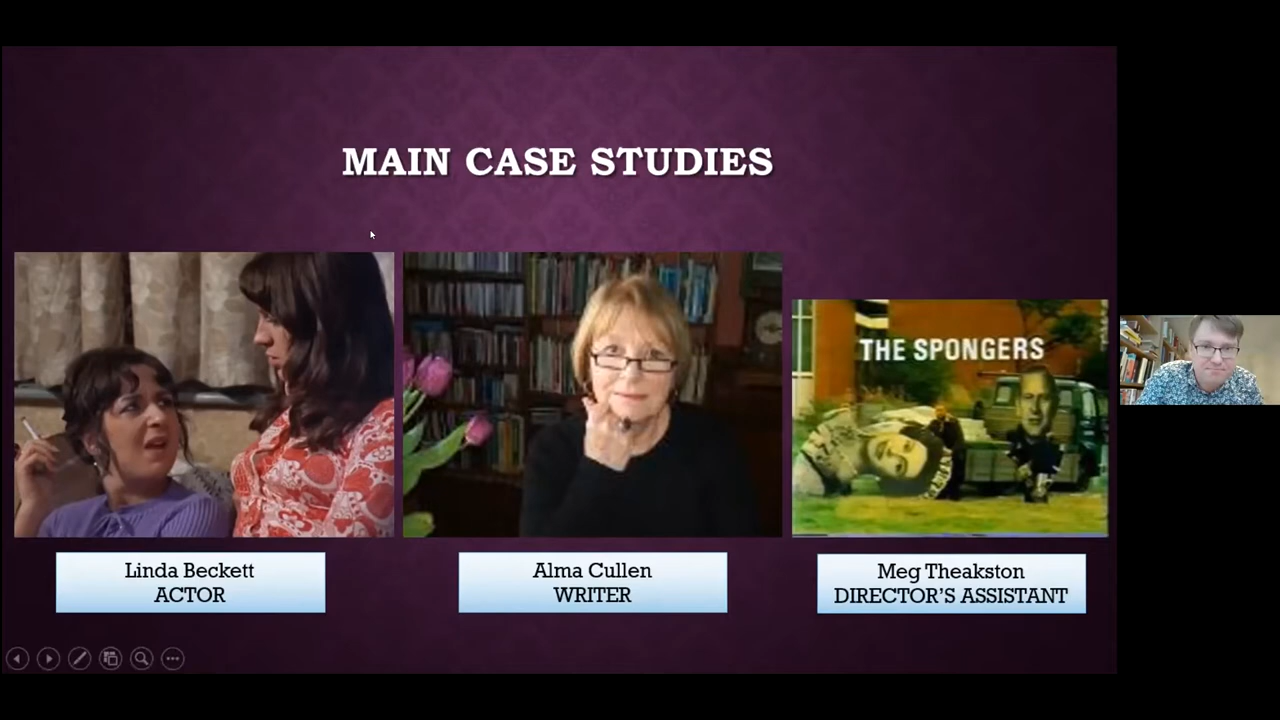 MAIN CASE STUDIES
THE SPONGERS
Linda Beckett
ACTOR
Alma Cullen
WRITER
Meg Theakston
DIRECTOR'S ASSISTANT